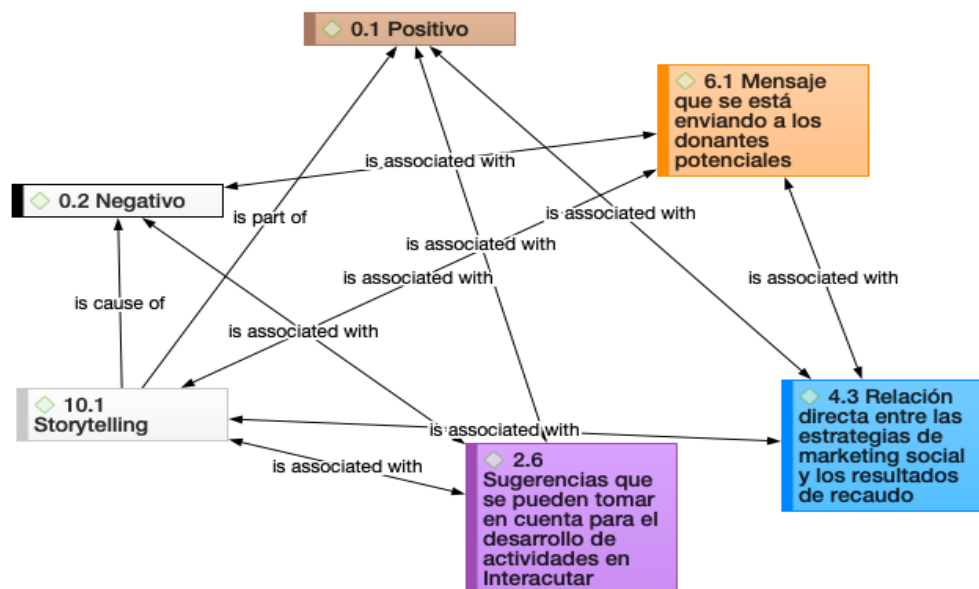 0.1 Positivo
6.1 Mensaje
que se está
enviando a los
donantes
potenciales
is associated with
0.2 Negativo
is part of
is associated with
is associated with
is associated with
is associated with
is cause of
is associated with
10.1
Storytelling
is associated with
4.3 Relación
directa entre las
estrategias de
marketing social
y los resultados
de recaudo
is associated with
2.6
Sugerencias que
se pueden tomar
en cuenta para el
desarrollo de
actividades en
Interacutar